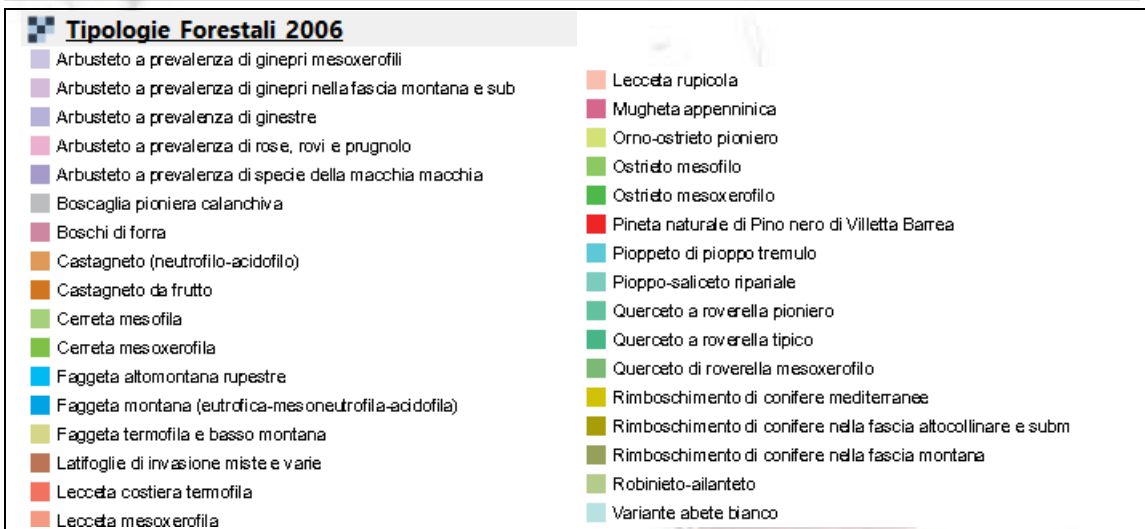 Tipologie Forestali 2006
Arbusteto a prevalenza di ginepri mesoxerofili
Arbusteto a prevalenza di ginepri nella fascia montana e sub
Arbusteto a prevalenza di ginestre
Arbusteto a prevalenza di rose, rovi e prugnolo
Arbusteto a prevalenza di specie della macchia macchia
Boscaglia pioniera calanchiva
Boschi di forra
Castagneto (neutrofilo-acidofilo)
Castagneto da frutto
Cerreta mesofila
Cerreta mesoxerofila
Faggeta altomontana rupestre
Faggeta montana (eutrofica-mesoneutrofila-acidofila)
Faggeta termofila e basso montana
Latifoglie di invasione miste e varie
Lecceta costiera termofila
Lecceta mesoxerofila
Lecceta rupicola
Mugheta appenninica
Orno-ostrieto pioniero
Ostrieto mesofilo
Ostrieto mesoxerofilo
Pineta naturale di Pino nero di Villetta Barrea
Pioppeto di pioppo tremulo
Pioppo-saliceto ripariale
Querceto a roverella pioniero
Querceto a roverella tipico
Querceto di roverella mesoxerofilo
Rimboschimento di conifere mediterranee
Rimboschimento di conifere nella fascia altocollinare e subm
Rimboschimento di conifere nella fascia montana
Robinieto-ailanteto
Variante abete bianco